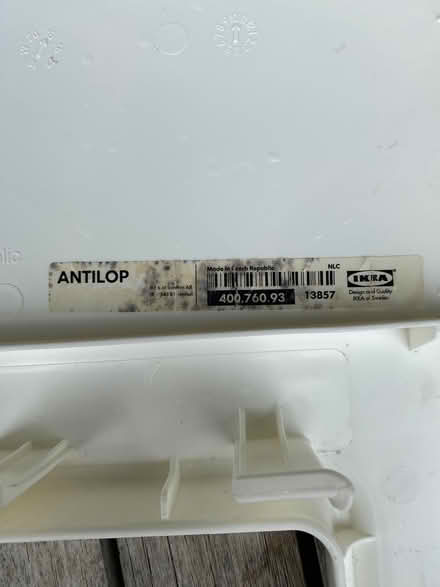 ANTILOP
Made in Czech Republic
NLC
400.760.93
13857
IKEA
Design and Quality
IKEA of Sweden